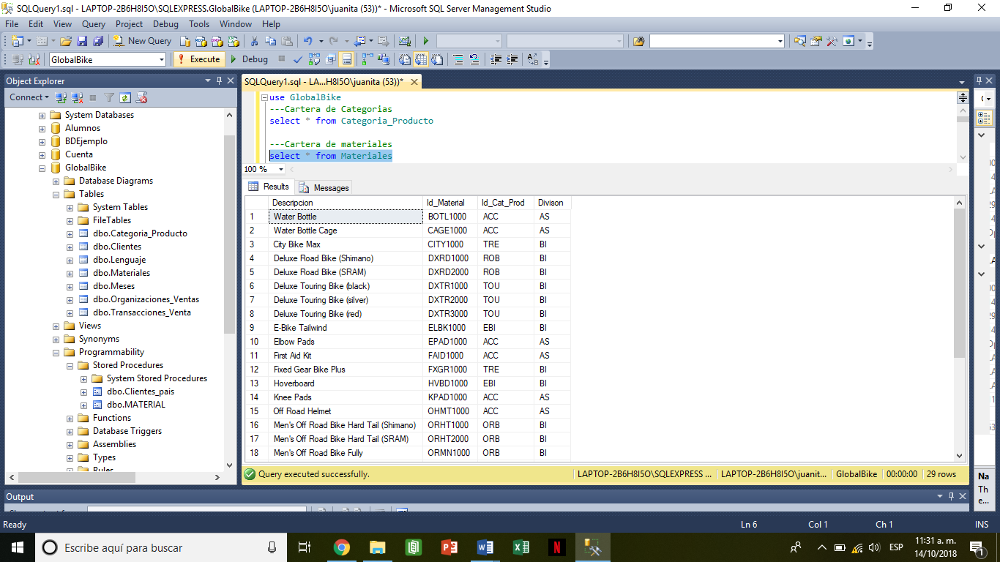 SQLQuery1.sql - LAPTOP-2B6H8I5O\SQLEXPRESS.GlobalBike (LAPTOP-2B6H8I5O\juanita (53))* - Microsoft SQL Server Management Studio
File Edit View Query Project Debug Tools Window Help
New Query
GlobalBike Execute Debug
Object Explorer
Connect
System Databases
Alumnos
BDEjemplo
Cuenta
GlobalBike
Database Diagrams
Tables
System Tables
FileTables
dbo.Categoria_Producto
dbo.Clientes
dbo.Lenguaje
dbo.Materiales
dbo.Meses
dbo.Organizaciones_Ventas
dbo.Transacciones_Venta
Views
Synonyms
Programmability
Stored Procedures
System Stored Procedures
dbo.Clientes_pais
dbo.MATERIAL
Functions
Database Triggers
Assemblies
Types
Rules
SQLQuery1.sql - LA...H8I5O\juanita (53))*
use GlobalBike
---Cartera de Categorias
select * from Categoria_Producto
---Cartera de materiales
select * from Materiales
100 %
Results Messages
Descripcion Id_Material Id_Cat_Prod Divison
1 Water Bottle BOTL1000 ACC AS
2 Water Bottle Cage CAGE1000 ACC AS
3 City Bike Max CITY1000 TRE BI
4 Deluxe Road Bike (Shimano) DXRD1000 ROB BI
5 Deluxe Road Bike (SRAM) DXRD2000 ROB BI
6 Deluxe Touring Bike (black) DXTR1000 TOU BI
7 Deluxe Touring Bike (silver) DXTR2000 TOU BI
8 Deluxe Touring Bike (red) DXTR3000 TOU BI
9 E-Bike Tailwind ELBK1000 EBI BI
10 Elbow Pads EPAD1000 ACC AS
11 First Aid Kit FAID1000 ACC AS
12 Fixed Gear Bike Plus FXGR1000 TRE BI
13 Hoverboard HVBD1000 EBI BI
14 Knee Pads KPAD1000 ACC AS
15 Off Road Helmet OHMT1000 ACC AS
16 Men's Off Road Bike Hard Tail (Shimano) ORHT1000 ORB BI
17 Men's Off Road Bike Hard Tail (SRAM) ORHT2000 ORB BI
18 Men's Off Road Bike Fully ORMN1000 ORB BI
Query executed successfully. LAPTOP-2B6H8I5O\SQLEXPRESS ... LAPTOP-2B6H8I5O\juanit... GlobalBike 00:00:00 29 rows
Na
Th
e...
Output
Ready Ln 6 Col 1 Ch 1 INS
Escribe aquí para buscar
ESP
11:31 a. m.
14/10/2018
1